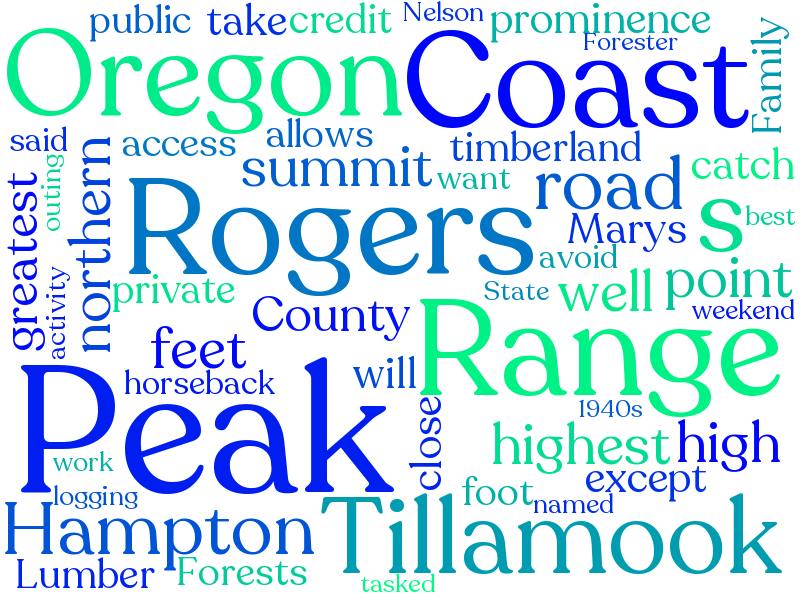 public
take
credit
Nelson
prominence
Oregon
Coast
Forester
Family
said
access
allows
timberland
outing
northern
summit
want
road
catch
greatest
Rogers
Marys
s
best
activity
private
avoid
State
well
point
County
Range
weekend
feet
horseback
will
Peak
close
1940s
highest
high
work
except
logging
foot
named
Hampton
Tillamook
Lumber
Forests
tasked